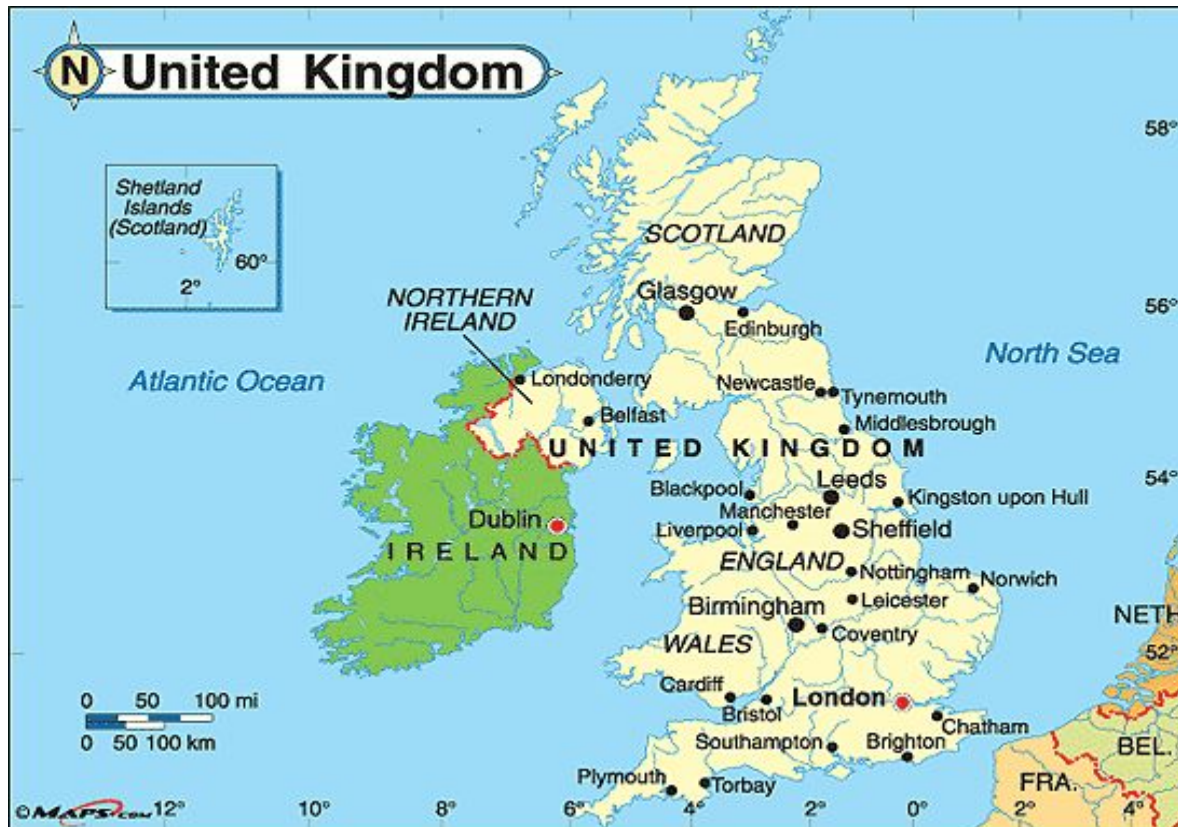 N United Kingdom
58°
Shetland
Islands
(Scotland)
60°
2°
SCOTLAND
Glasgow
Edinburgh
56°
NORTHERN
IRELAND
North Sea
Atlantic Ocean
Londonderry
Newcastle
Tynemouth
Belfast
Middlesbrough
UNITED KINGDOM
54°
Leeds
Blackpool
Kingston upon Hull
Manchester
Dublin
Liverpool
Sheffield
IRELAND
ENGLAND
Nottingham
Norwich
Leicester
Birmingham
NETH
Coventry
WALES
52°
Cardiff
London
0 50 100 mi
Bristol
Chatham
0 50 100 km
Southampton
Brighton
BEL.
Plymouth
Torbay
FRA.
©MAPS.COM
12°
10°
8°
6°
4°
2°
0°
2°
4°